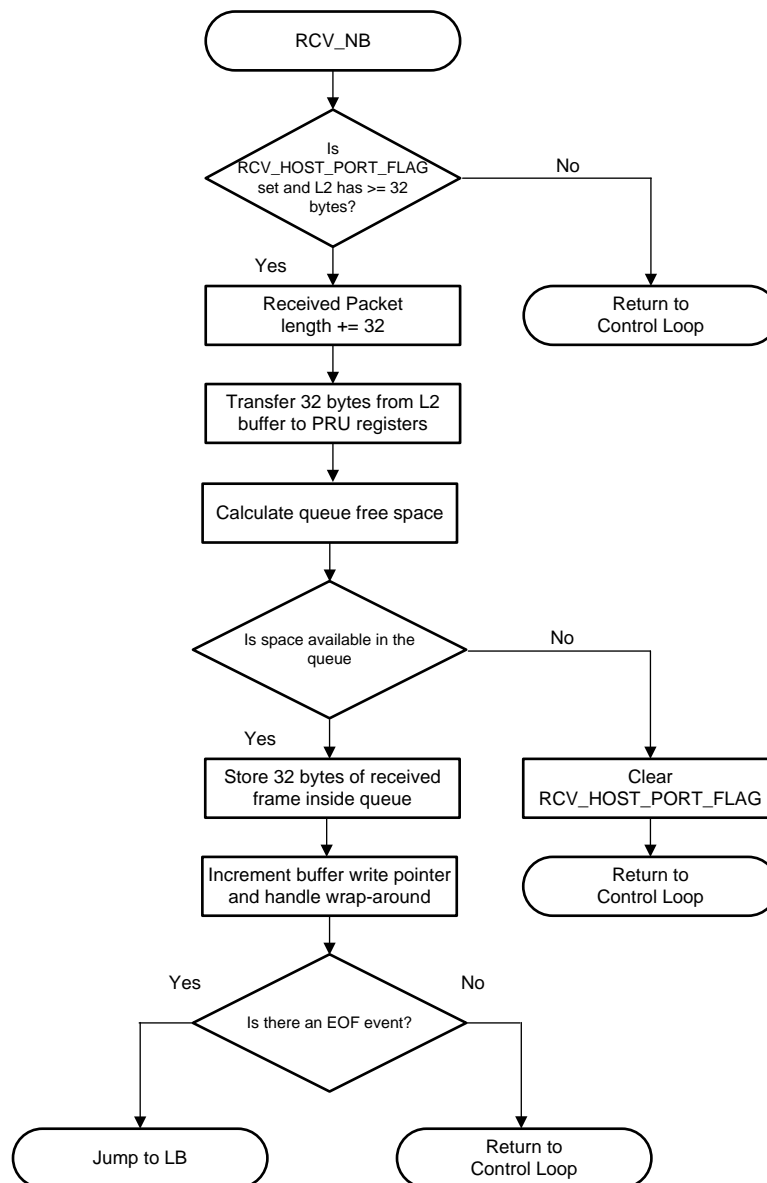 RCV_NB
Is
RCV_HOST_PORT_FLAG
set and L2 has >= 32
bytes?
No
Yes
Received Packet
length += 32
Return to
Control Loop
Transfer 32 bytes from L2
buffer to PRU registers
Calculate queue free space
Is space available in the
queue
No
Yes
Store 32 bytes of received
frame inside queue
Clear
RCV_HOST_PORT_FLAG
Increment buffer write pointer
and handle wrap-around
Return to
Control Loop
Yes
No
Is there an EOF event?
Jump to LB
Return to
Control Loop